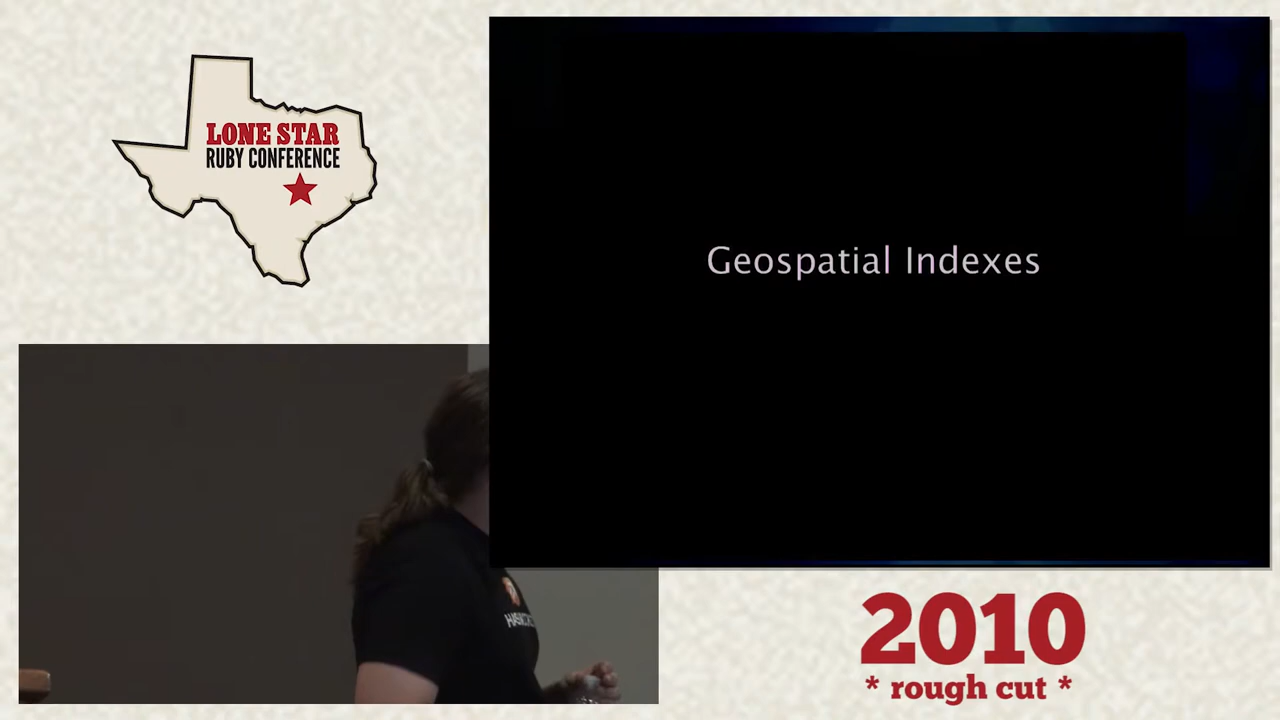 LONE STAR
RUBY CONFERENCE
Geospatial Indexes
2010
* rough cut *